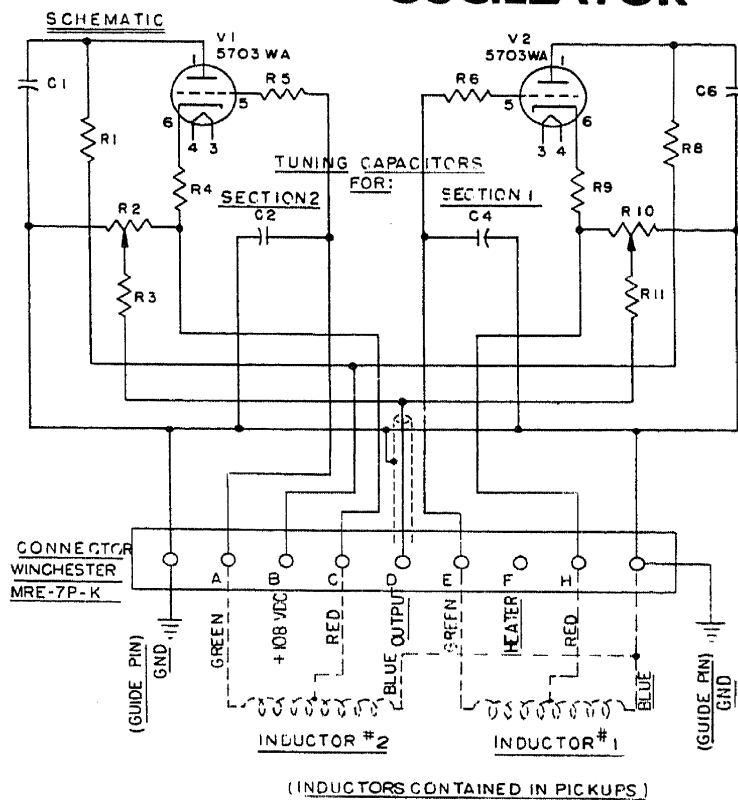 OSCILLATOR
SCHEMATIC
V1
5703 WA
V2
5703WA
C1
1
R5
R6
1
C6
5
5
6
6
4 3
3 4
R1
R8
TUNING CAPACITORS
FOR:
R4
R9
SECTION 2
SECTION 1
R2
C2
C4
R10
R3
R11
CONNECTOR
WINCHESTER
MRE-7P-K
A
B
C
D
E
F
H
(GUIDE PIN)
GND
GREEN
+108 VDC
RED
BLUE
OUTPUT
GREEN
HEATER
RED
BLUE
(GUIDE PIN)
GND
INDUCTOR #2
INDUCTOR #1
(INDUCTORS CONTAINED IN PICKUPS)